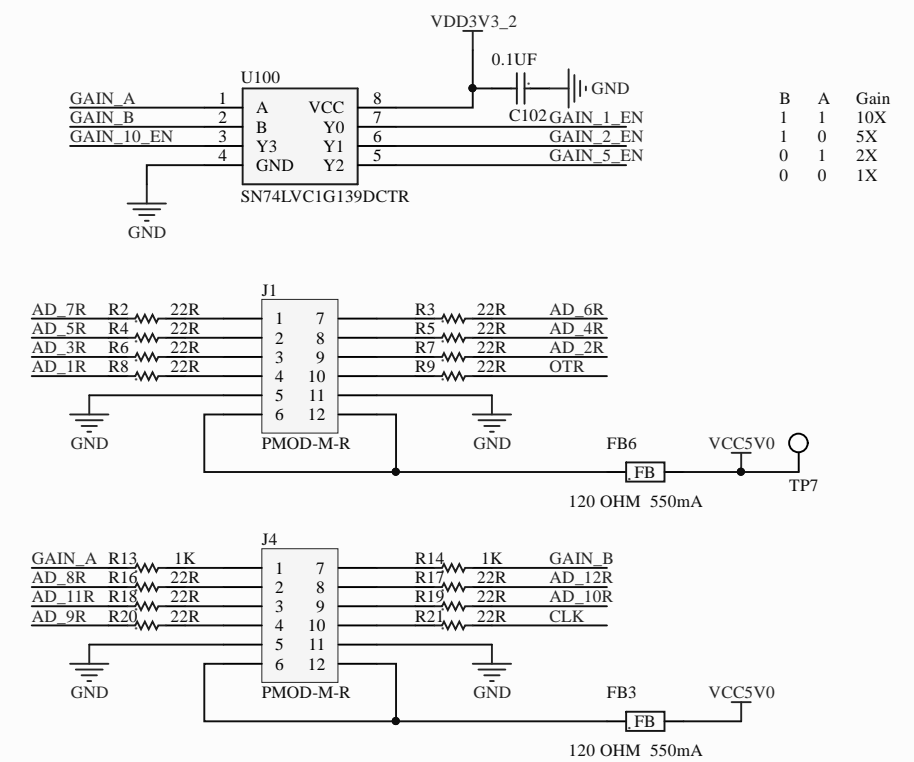 VDD3V3_2
0.1UF
GND
C102
U100
GAIN_A 1 A VCC 8
GAIN_B 2 B Y0 7 GAIN_1_EN
GAIN_10_EN 3 Y3 Y1 6 GAIN_2_EN
4 GND Y2 5 GAIN_5_EN
SN74LVC1G139DCTR
GND
B A Gain
1 1 10X
1 0 5X
0 1 2X
0 0 1X
J1
AD_7R R2 22R 1 7 R3 22R AD_6R
AD_5R R4 22R 2 8 R5 22R AD_4R
AD_3R R6 22R 3 9 R7 22R AD_2R
AD_1R R8 22R 4 10 R9 22R OTR
5 11
6 12
GND PMOD-M-R GND FB6 VCC5V0
FB
TP7
120 OHM 550mA
J4
GAIN_A R13 1K 1 7 R14 1K GAIN_B
AD_8R R16 22R 2 8 R17 22R AD_12R
AD_11R R18 22R 3 9 R19 22R AD_10R
AD_9R R20 22R 4 10 R21 22R CLK
5 11
6 12
GND PMOD-M-R GND FB3 VCC5V0
FB
120 OHM 550mA